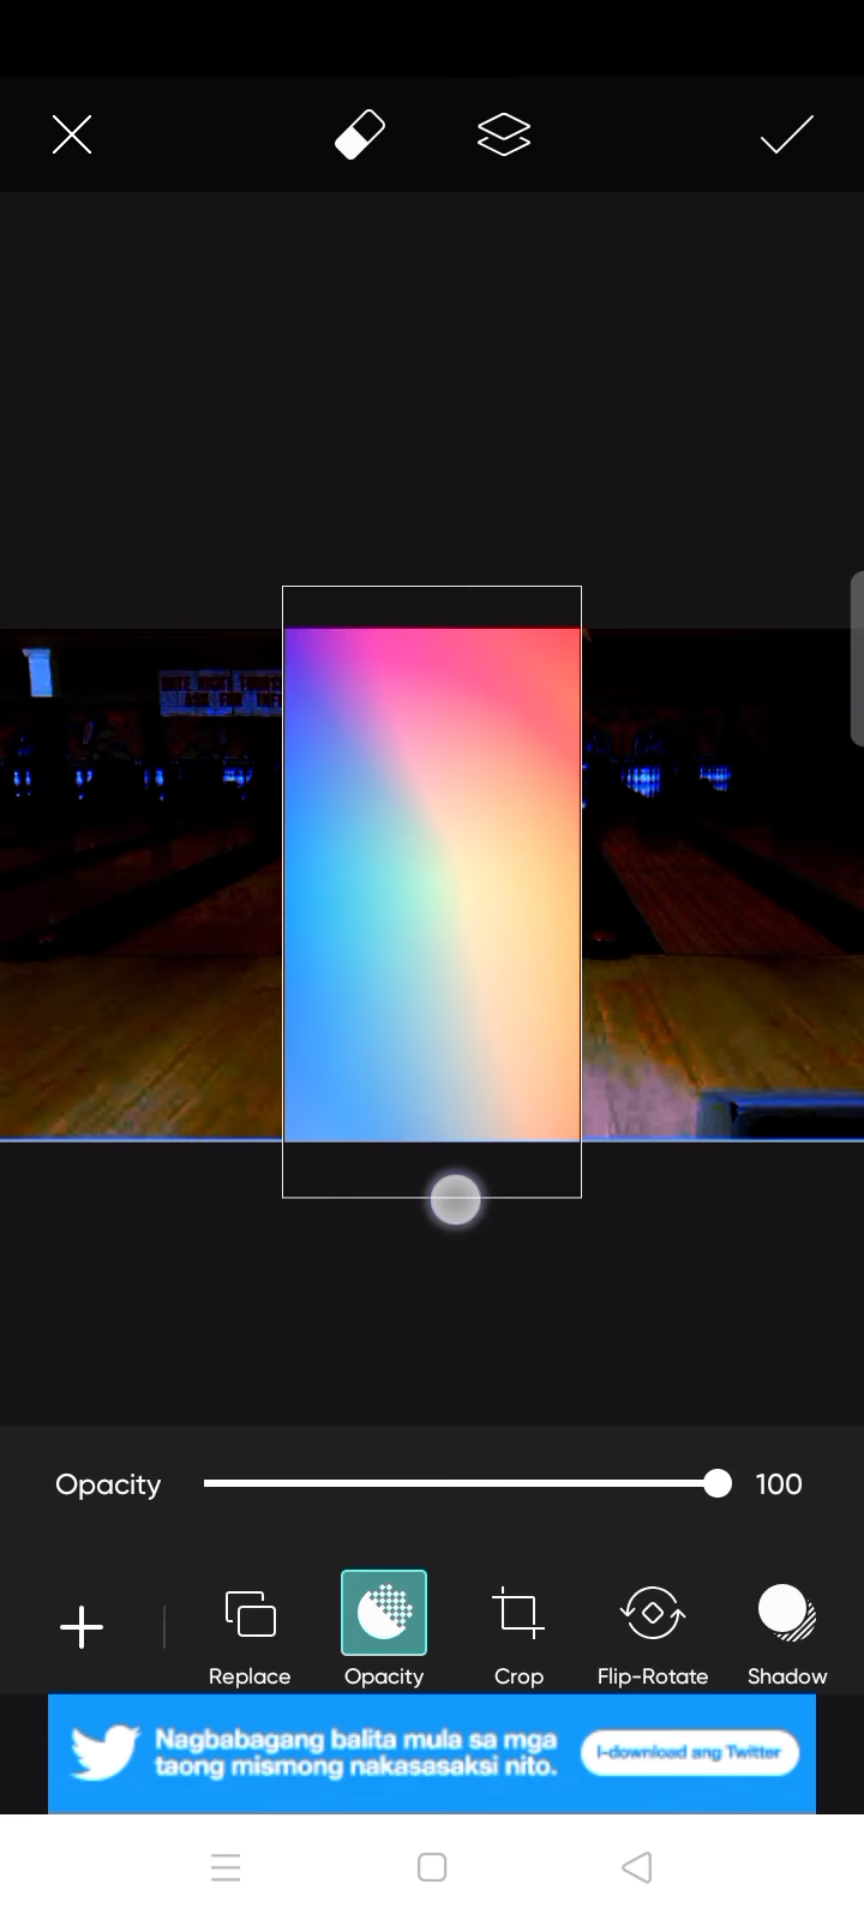 Opacity 100
Replace Opacity Crop Flip-Rotate Shadow
Nagbabagang balita mula sa mga
taong mismong nakasasaksi nito.
I-download ang Twitter